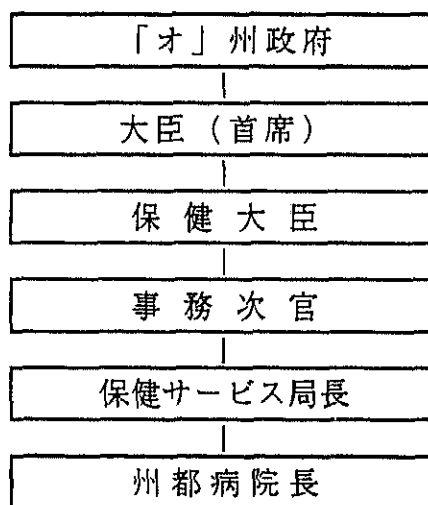 「オ」州政府
大臣（首席）
保健大臣
事務次官
保健サービス局長
州都病院長